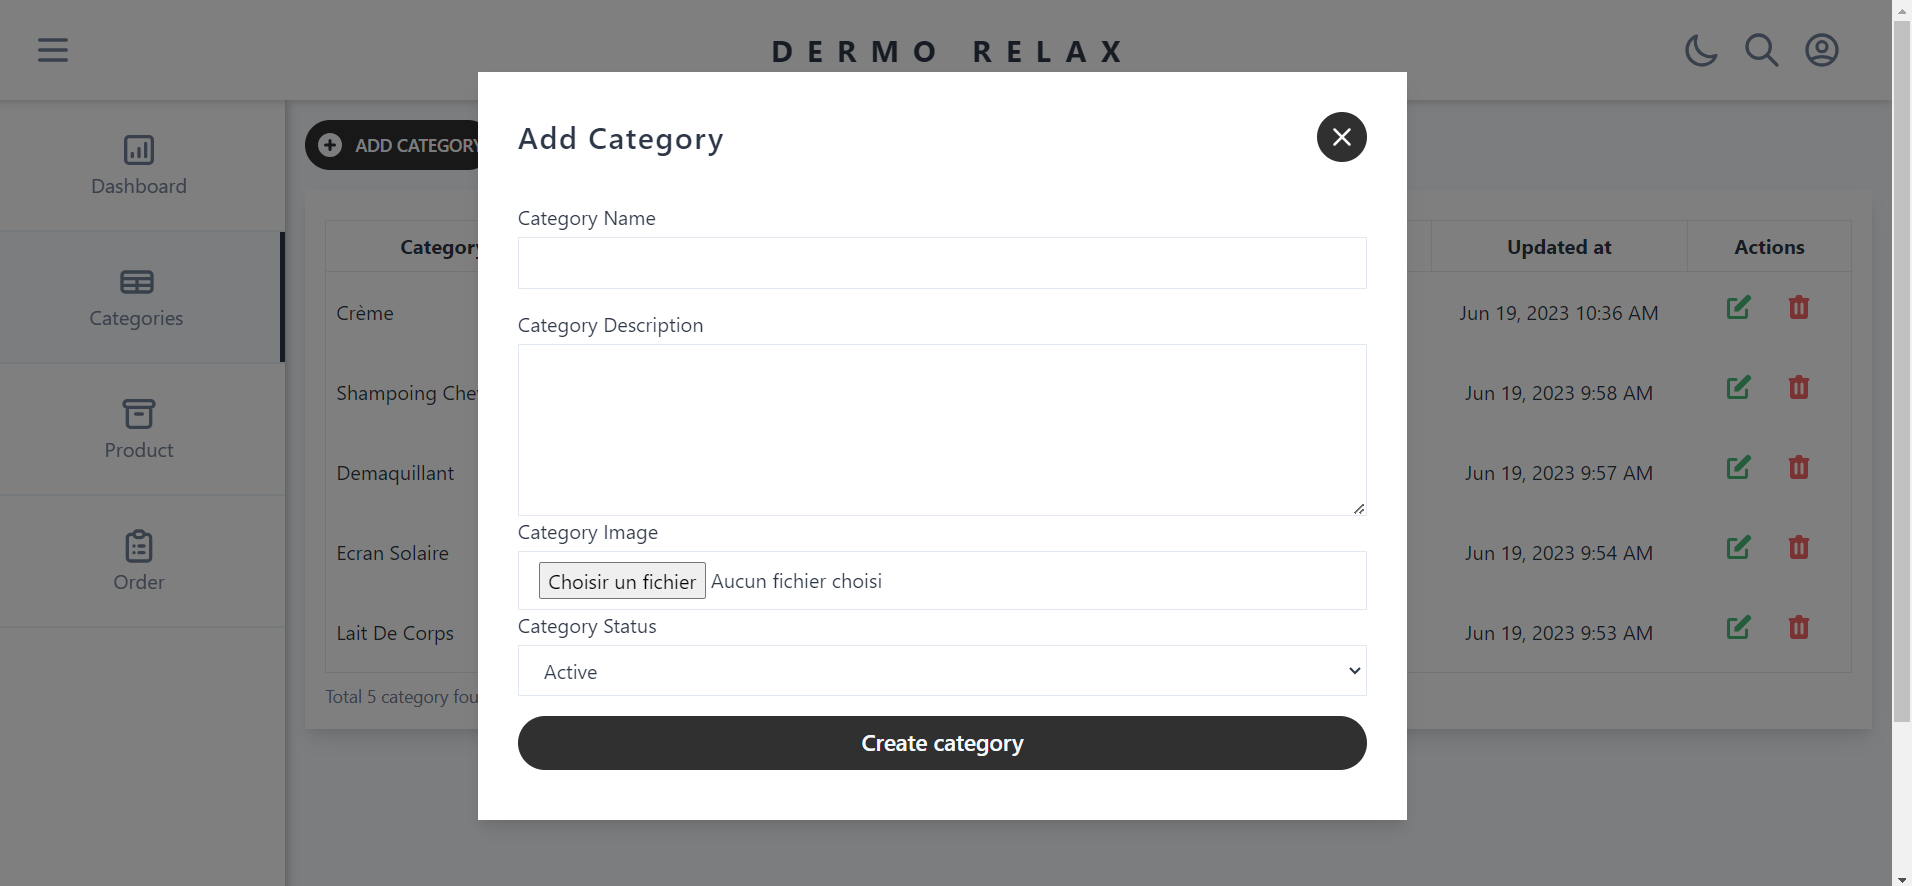 DERMO RELAX
Dashboard
Categories
Product
Order
ADD CATEGORY
Category
Updated at
Actions
Crème
Jun 19, 2023 10:36 AM
Shampoing Che
Jun 19, 2023 9:58 AM
Demaquillant
Jun 19, 2023 9:57 AM
Ecran Solaire
Jun 19, 2023 9:54 AM
Lait De Corps
Jun 19, 2023 9:53 AM
Total 5 category fou
Add Category
Category Name
Category Description
Category Image
Choisir un fichier Aucun fichier choisi
Category Status
Active
Create category